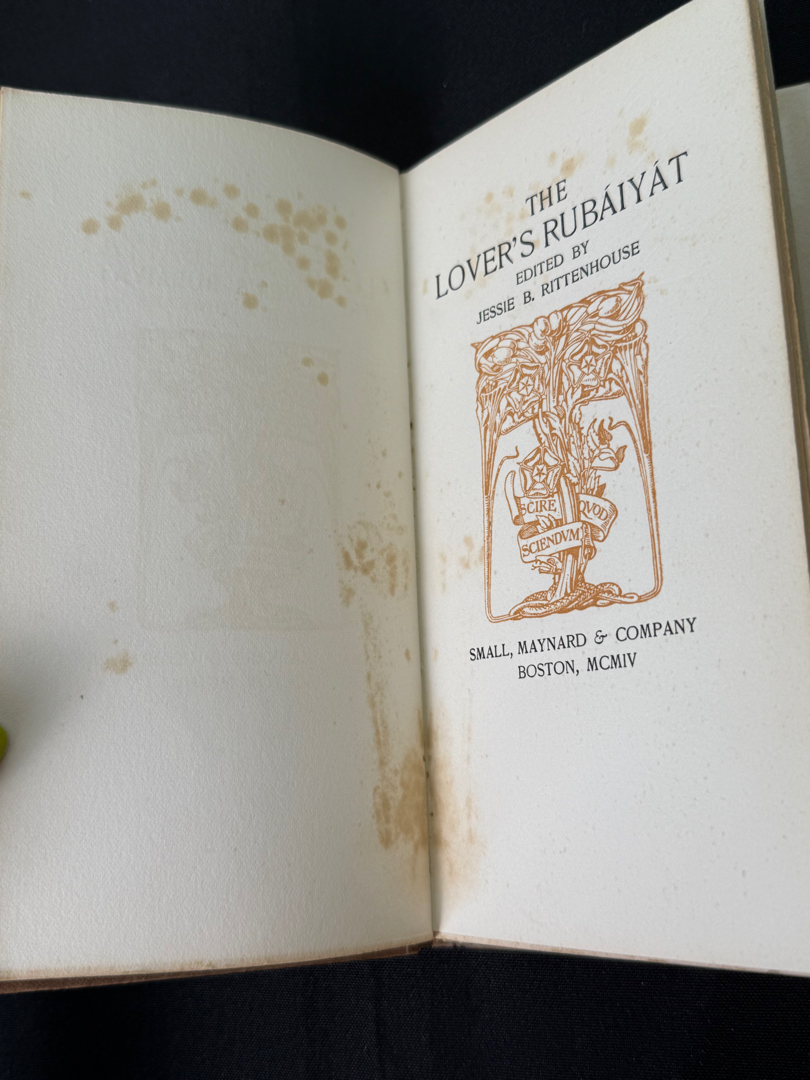 THE
LOVER'S RUBÁIYÁT
EDITED BY
JESSIE B. RITTENHOUSE
SCIRE QVOD
SCIENDVM
SMALL, MAYNARD & COMPANY
BOSTON, MCMIV